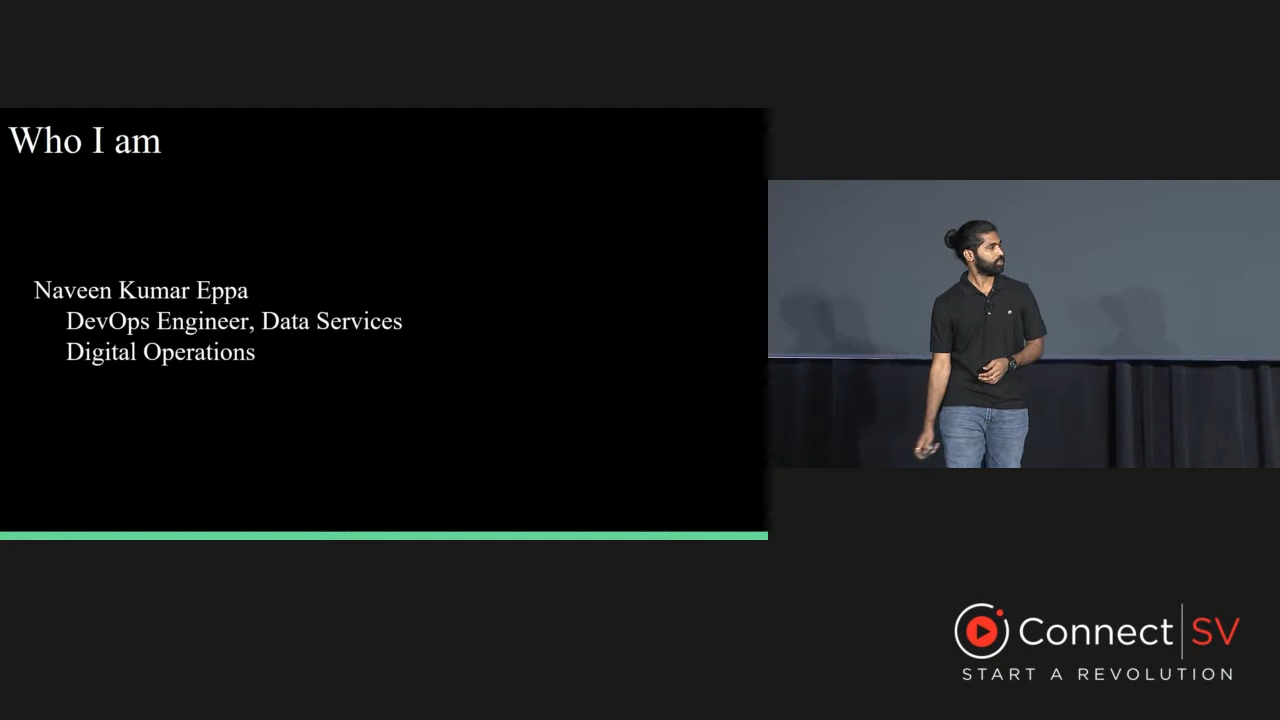 Who I am
Naveen Kumar Eppa
DevOps Engineer, Data Services
Digital Operations
Connect SV
START A REVOLUTION